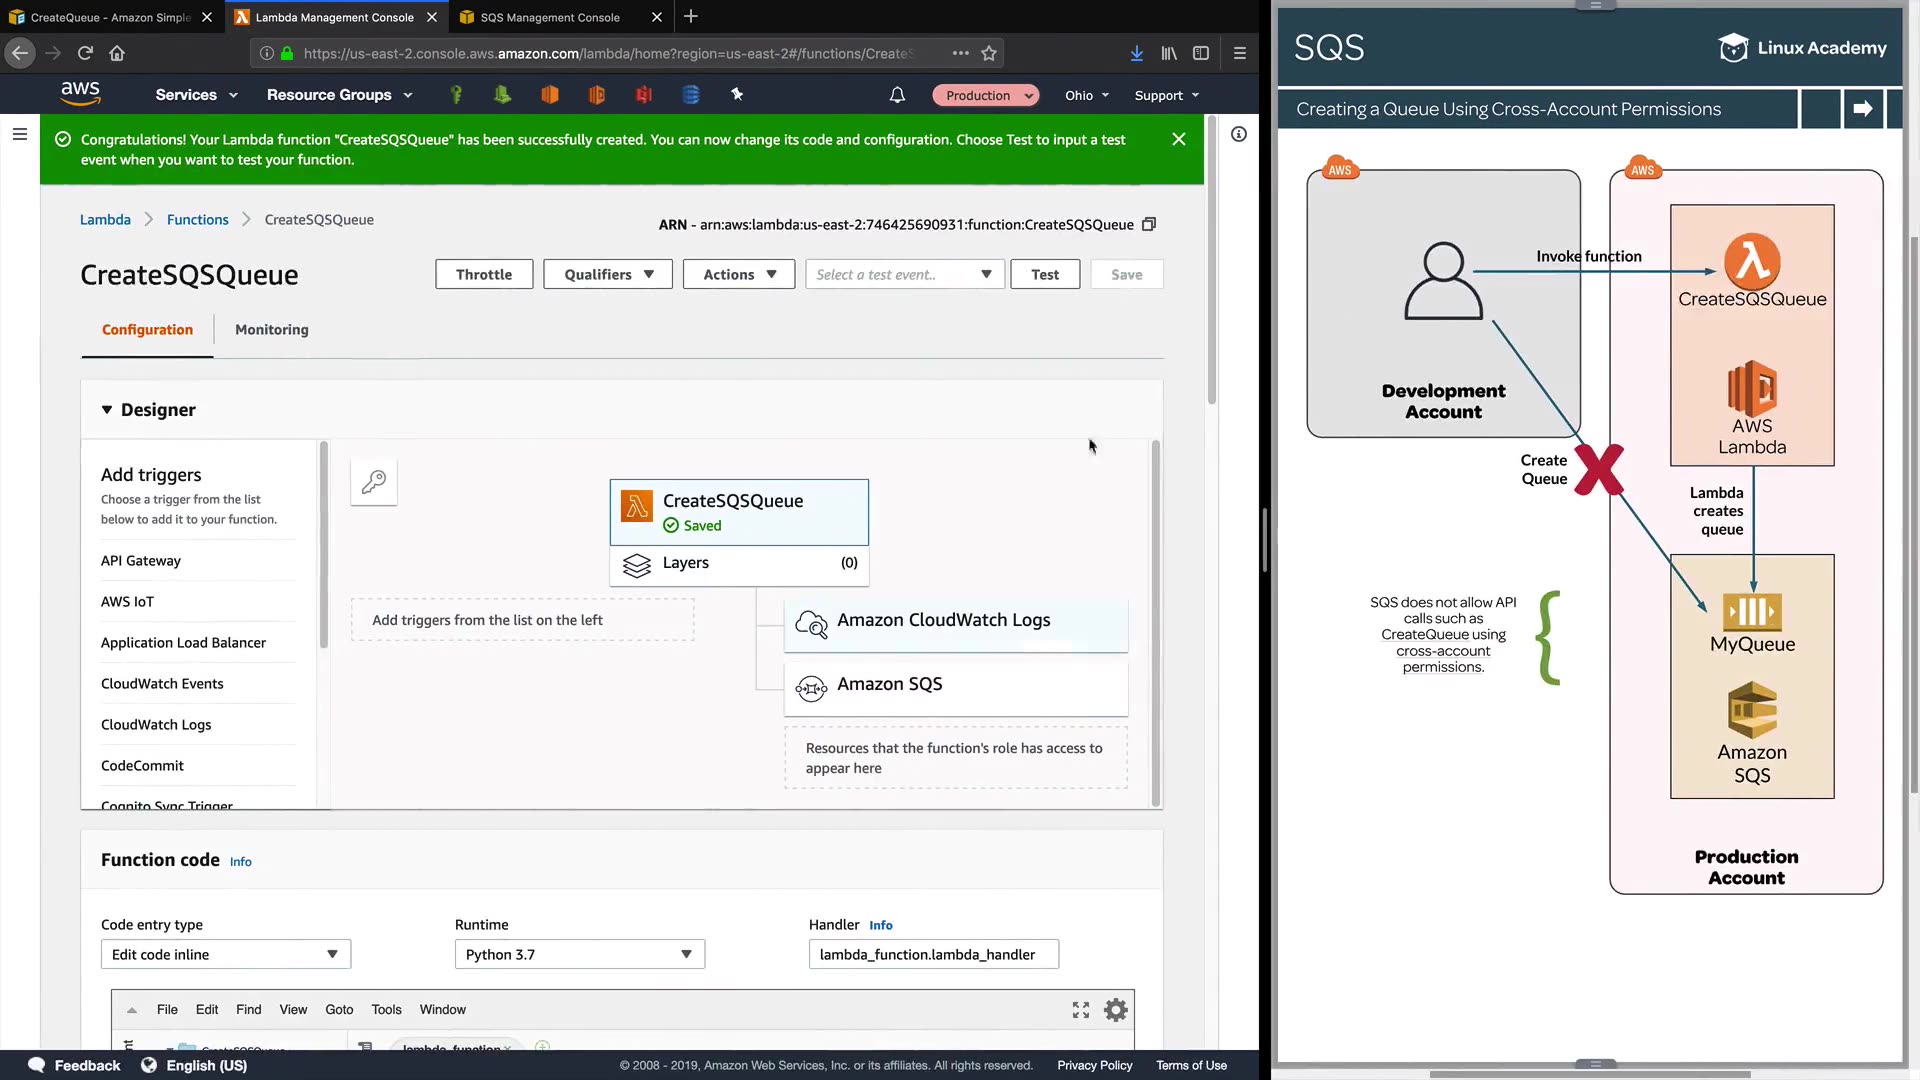 CreateQueue - Amazon Simple
Lambda Management Console
SQS Management Console
https://us-east-2.console.aws.amazon.com/lambda/home?region=us-east-2#/functions/CreateS
aws
Services
Resource Groups
Production
Ohio
Support
Congratulations! Your Lambda function "CreateSQSQueue" has been successfully created. You can now change its code and configuration. Choose Test to input a test
event when you want to test your function.
Lambda
Functions
CreateSQSQueue
ARN - arn:aws:lambda:us-east-2:746425690931:function:CreateSQSQueue
CreateSQSQueue
Throttle
Qualifiers
Actions
Select a test event..
Test
Save
Configuration
Monitoring
Designer
Add triggers
Choose a trigger from the list
below to add it to your function.
API Gateway
AWS IoT
Application Load Balancer
CloudWatch Events
CloudWatch Logs
CodeCommit
Cognito Sync Trigger
CreateSQSQueue
Saved
Layers
(0)
Add triggers from the list on the left
Amazon CloudWatch Logs
Amazon SQS
Resources that the function's role has access to
appear here
Function code
Info
Code entry type
Edit code inline
Runtime
Python 3.7
Handler
Info
lambda_function.lambda_handler
File
Edit
Find
View
Goto
Tools
Window
CreateSQSQueue
lambda_function
Feedback
English (US)
© 2008 - 2019, Amazon Web Services, Inc. or its affiliates. All rights reserved.
Privacy Policy
Terms of Use
SQS
Linux Academy
Creating a Queue Using Cross-Account Permissions
AWS
AWS
Invoke function
CreateSQSQueue
Development
Account
AWS
Lambda
Create
Queue
Lambda
creates
queue
SQS does not allow API
calls such as
CreateQueue using
cross-account
permissions.
MyQueue
Amazon
SQS
Production
Account